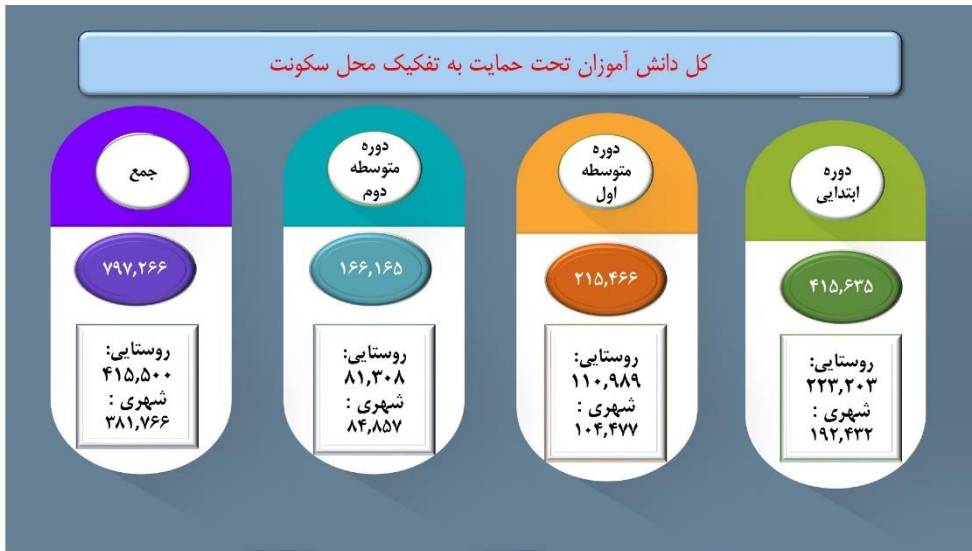 کل دانش آموزان تحت حمایت به تفکیک محل سکونت
دوره
ابتدایی
۴۱۵,۶۳۵
روستایی:
۲۲۳,۲۰۳
شهری :
۱۹۲,۴۳۲
دوره
متوسطه
اول
۲۱۵,۴۶۶
روستایی:
۱۱۰,۹۸۹
شهری :
۱۰۴,۴۷۷
دوره
متوسطه
دوم
۱۶۶,۱۶۵
روستایی:
۸۱,۳۰۸
شهری :
۸۴,۸۵۷
جمع
۷۹۷,۲۶۶
روستایی:
۴۱۵,۵۰۰
شهری :
۳۸۱,۷۶۶